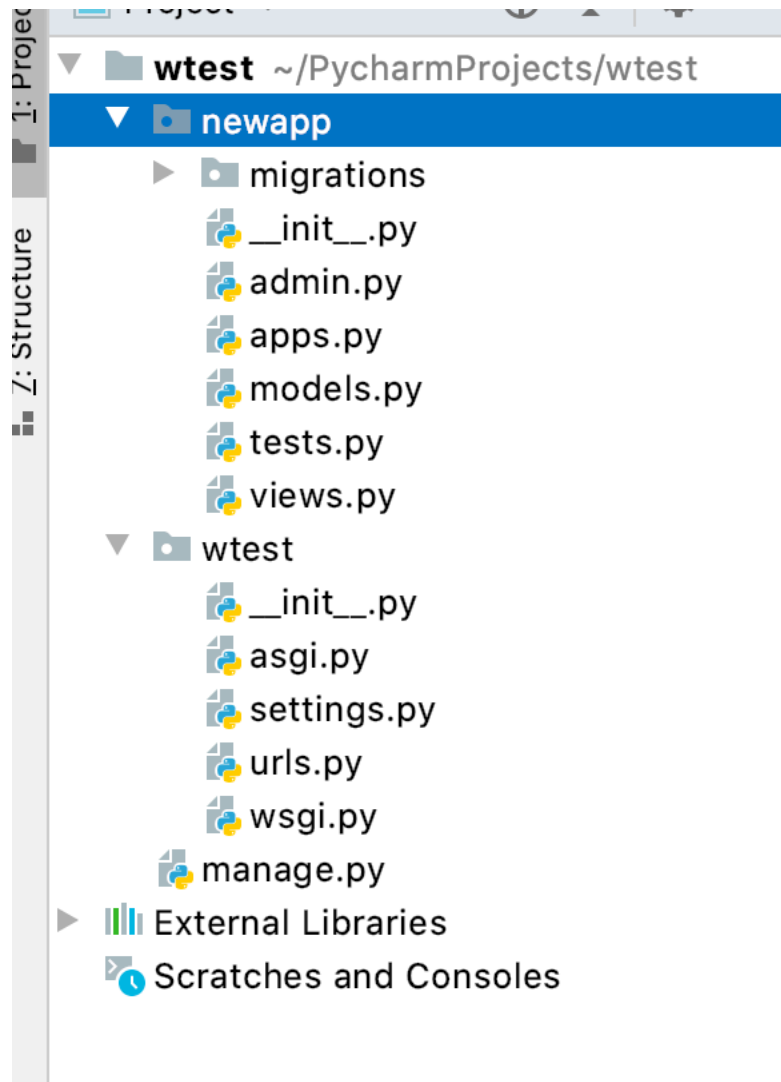 Project
1: Projec
wtest ~/PycharmProjects/wtest
newapp
migrations
__init__.py
admin.py
apps.py
models.py
tests.py
views.py
7: Structure
wtest
__init__.py
asgi.py
settings.py
urls.py
wsgi.py
manage.py
External Libraries
Scratches and Consoles